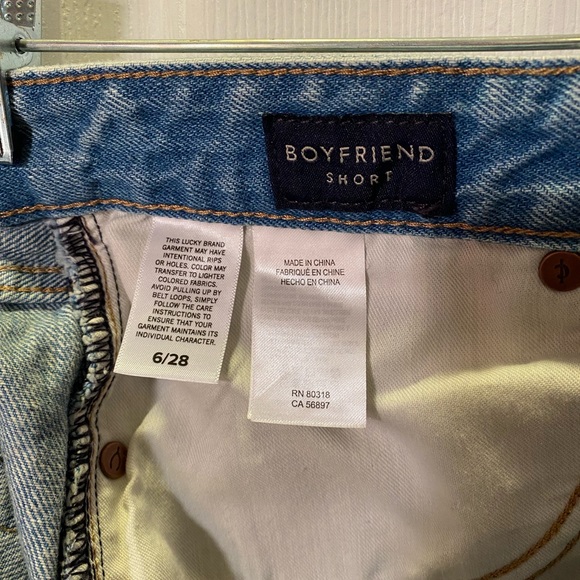 BOYFRIEND
SHORT
THIS LUCKY BRAND
GARMENT MAY HAVE
INTENTIONAL RIPS
OR HOLES. COLOR MAY
TRANSFER TO LIGHTER
COLORED FABRICS.
AVOID PULLING UP BY
BELT LOOPS, SIMPLY
FOLLOW THE CARE
INSTRUCTIONS TO
ENSURE THAT YOUR
GARMENT MAINTAINS ITS
INDIVIDUAL CHARACTER.
6/28
MADE IN CHINA
FABRIQUÉ EN CHINE
HECHO EN CHINA
RN 80318
CA 56897